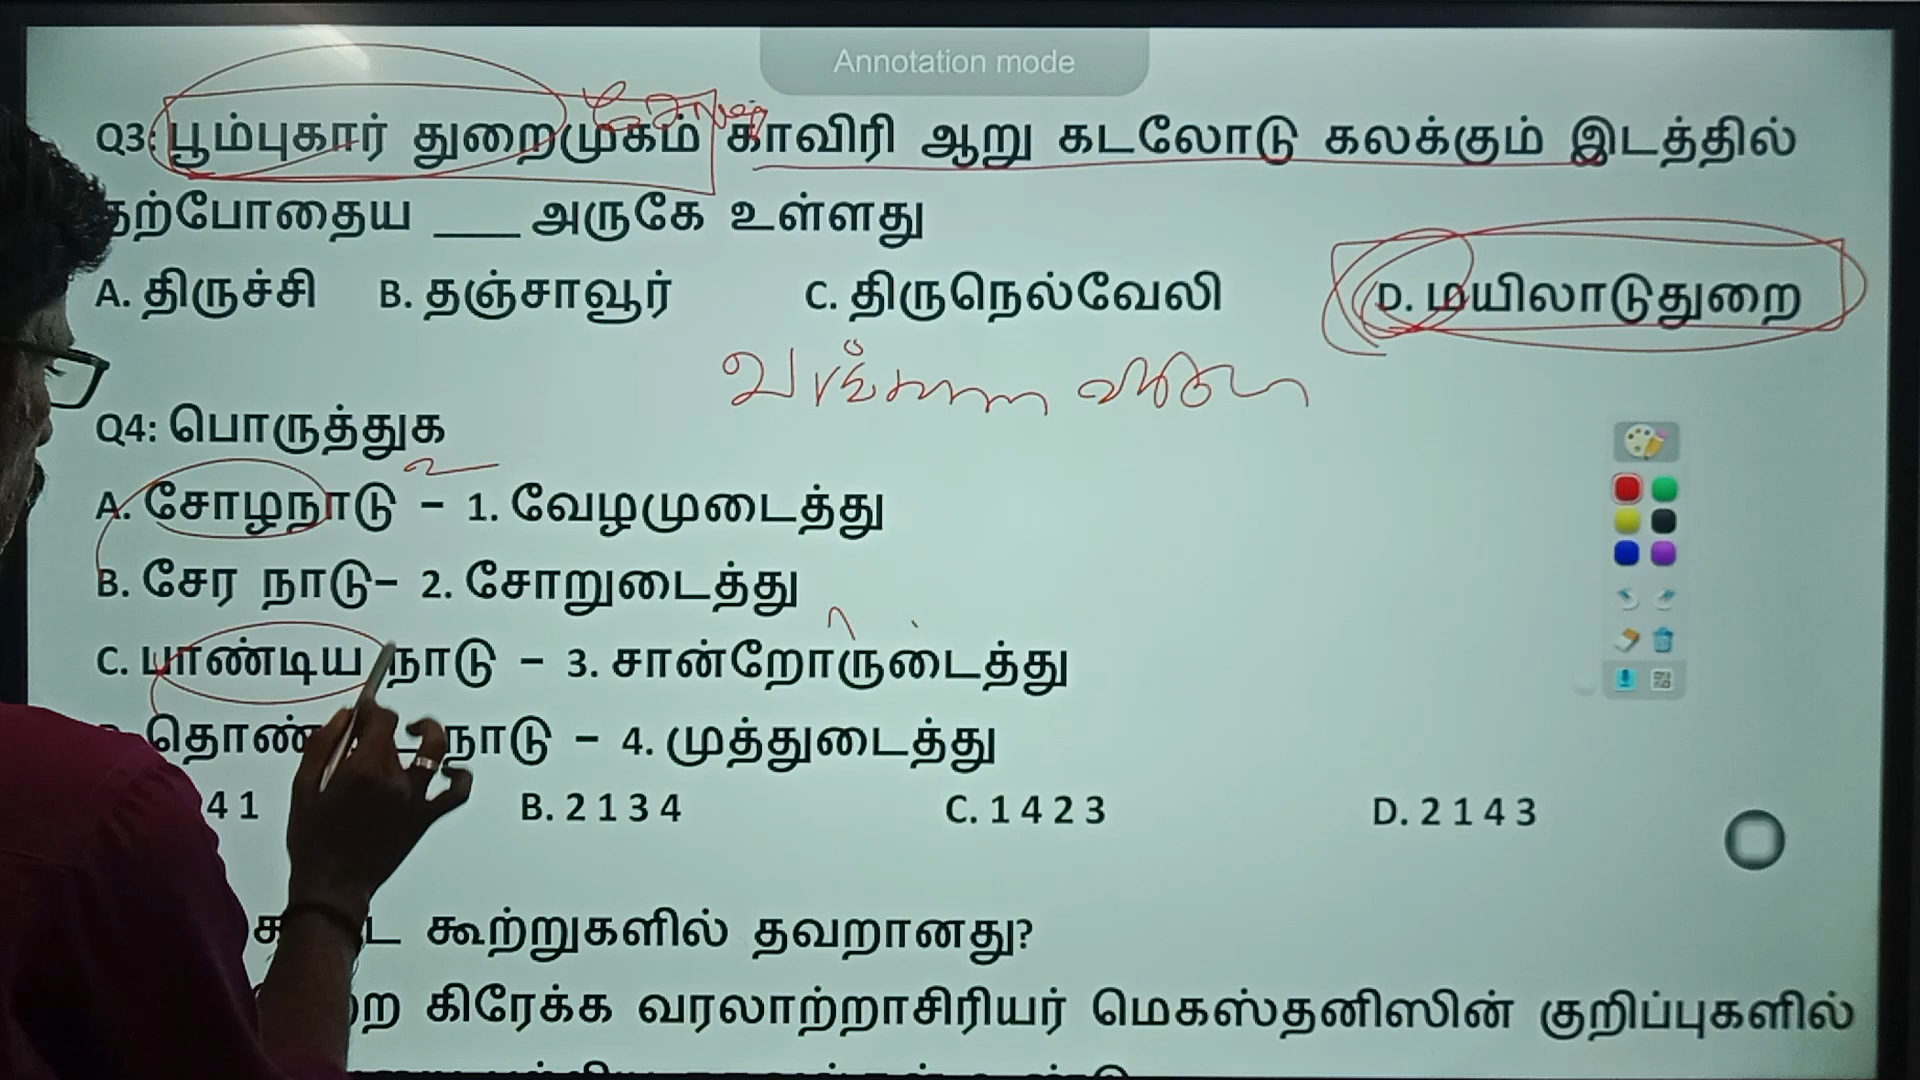 Annotation mode
Q3: பூம்புகார் துறைமுகம் காவிரி ஆறு கடலோடு கலக்கும் இடத்தில்
தற்போதைய ___ அருகே உள்ளது
A. திருச்சி B. தஞ்சாவூர் C. திருநெல்வேலி D. மயிலாடுதுறை
Q4: பொருத்துக
A. சோழநாடு – 1. வேழமுடைத்து
B. சேர நாடு– 2. சோறுடைத்து
C. பாண்டிய நாடு – 3. சான்றோருடைத்து
நாடு – 4. முத்துடைத்து
4 1 B. 2 1 3 4 C. 1 4 2 3 D. 2 1 4 3
கூற்றுகளில் தவறானது?
கிரேக்க வரலாற்றாசிரியர் மெகஸ்தனிஸின் குறிப்புகளில்